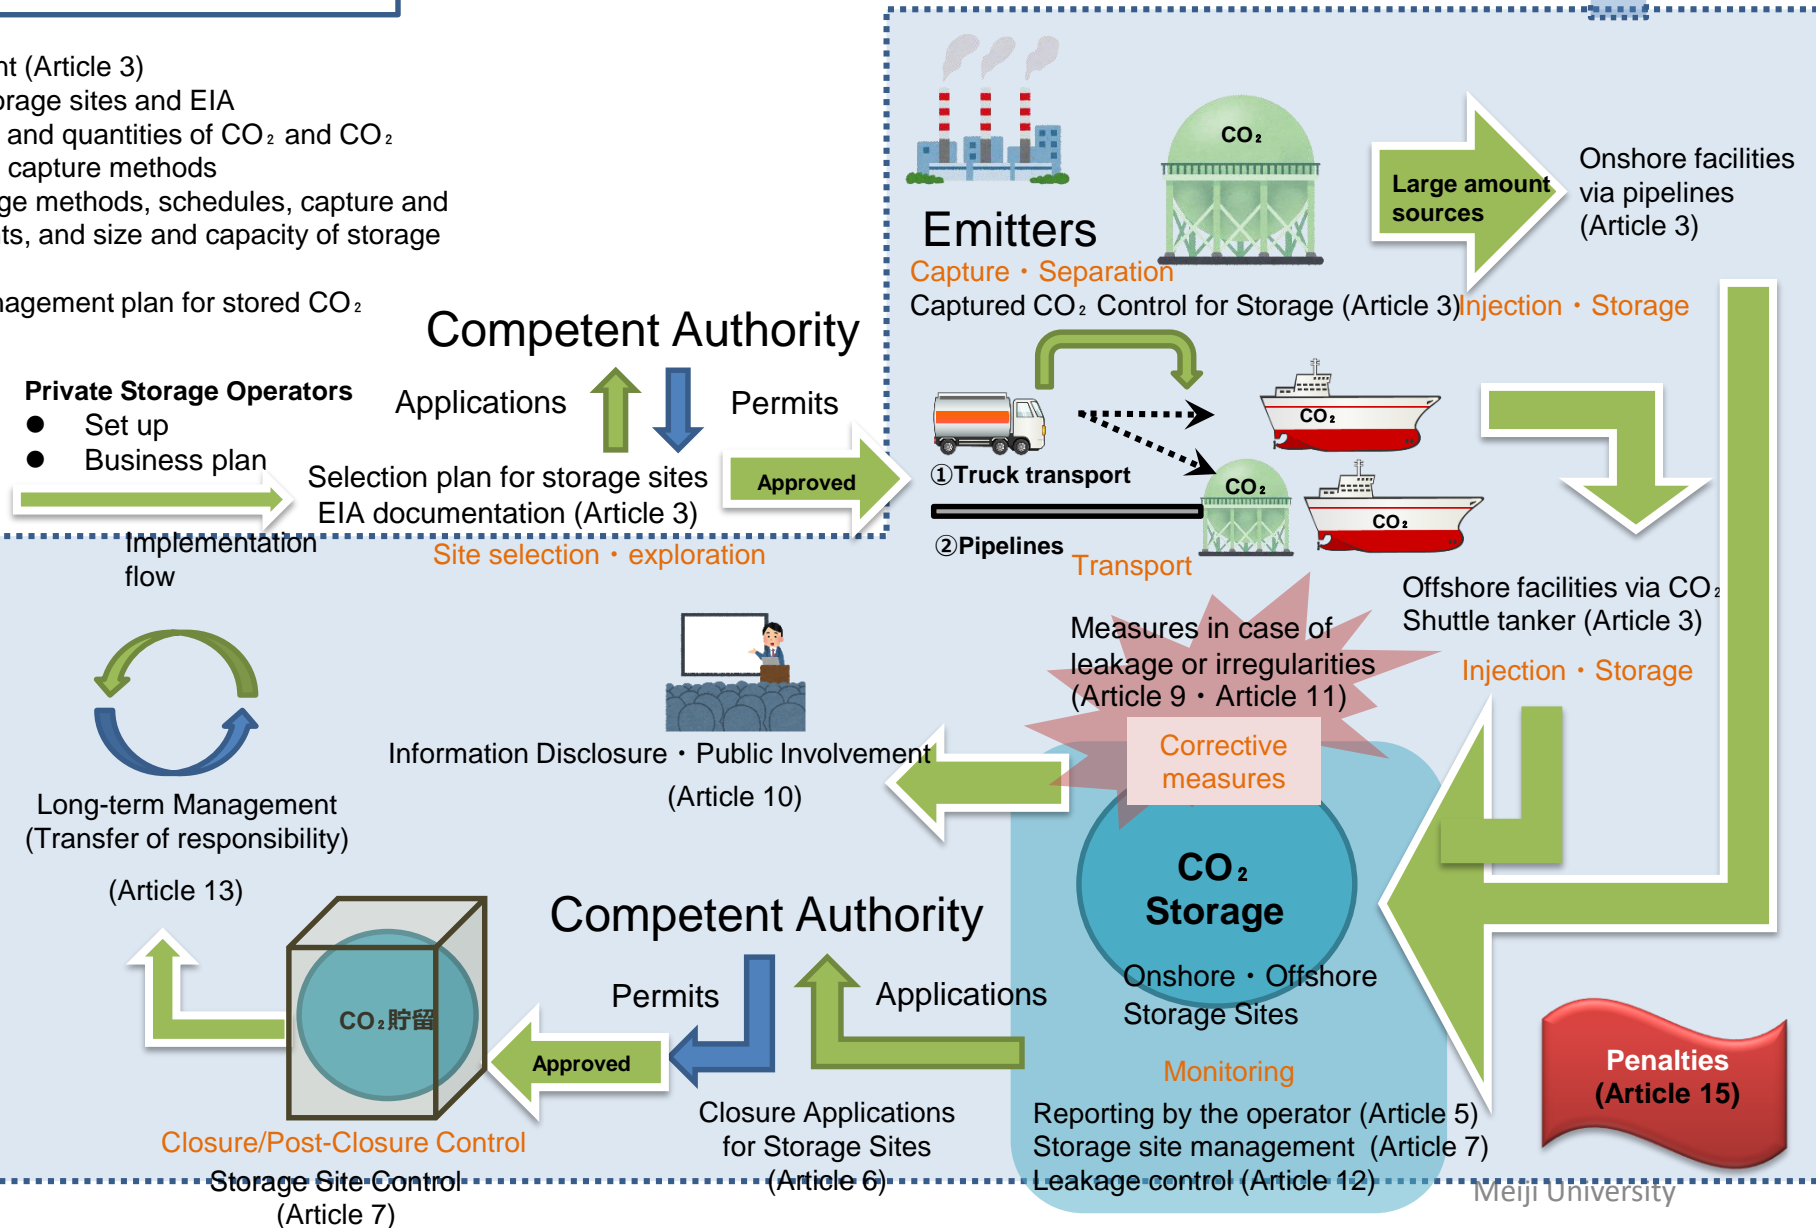 nt (Article 3)
orage sites and EIA
and quantities of CO₂ and CO₂
capture methods
ge methods, schedules, capture and
ts, and size and capacity of storage
nagement plan for stored CO₂
Competent Authority
Private Storage Operators
● Set up
● Business plan
Applications
Permits
Selection plan for storage sites
EIA documentation (Article 3)
Approved
Implementation
flow
Site selection・exploration
CO₂
Emitters
Capture・Separation
Captured CO₂ Control for Storage (Article 3)
Large amount
sources
Onshore facilities
via pipelines
(Article 3)
Injection・Storage
①Truck transport
CO₂
CO₂
CO₂
②Pipelines
Transport
Offshore facilities via CO₂
Shuttle tanker (Article 3)
Injection・Storage
Measures in case of
leakage or irregularities
(Article 9・Article 11)
Corrective
measures
Information Disclosure・Public Involvement
(Article 10)
Long-term Management
(Transfer of responsibility)
(Article 13)
CO₂
Storage
Onshore・Offshore
Storage Sites
Monitoring
Reporting by the operator (Article 5)
Storage site management (Article 7)
Leakage control (Article 12)
Competent Authority
Permits
Applications
Approved
Closure Applications
for Storage Sites
(Article 6)
CO₂貯留
Closure/Post-Closure Control
Storage Site Control
(Article 7)
Penalties
(Article 15)
Meiji University